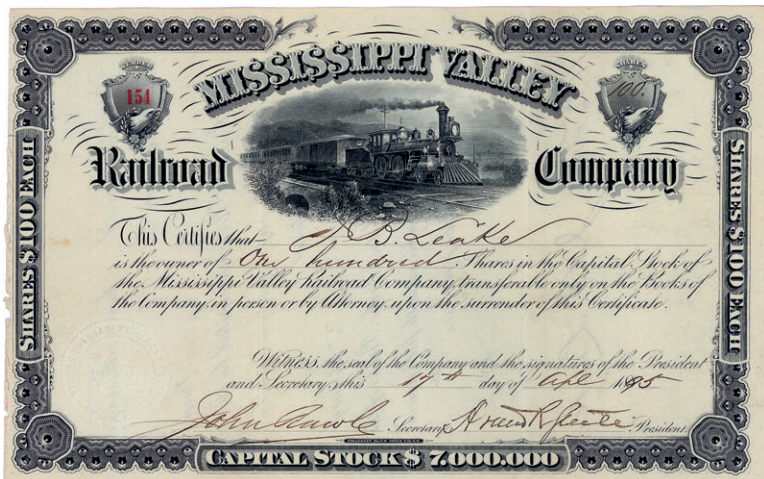 MISSISSIPPI VALLEY
NUMBER
151
SHARES
100.
Railroad Company
This Certifies that J B. Leake
is the owner of One hundred Shares in the Capital Stock of
the Mississippi Valley Railroad Company, transferable only on the Books of
the Company, in person or by Attorney, upon the surrender of this Certificate.
Witness, the seal of the Company and the signatures of the President
and Secretary, this 17th day of Apl 1885
John Secretary President.
SHARES $100 EACH
SHARES $100 EACH
CAPITAL STOCK $ 7.000.000